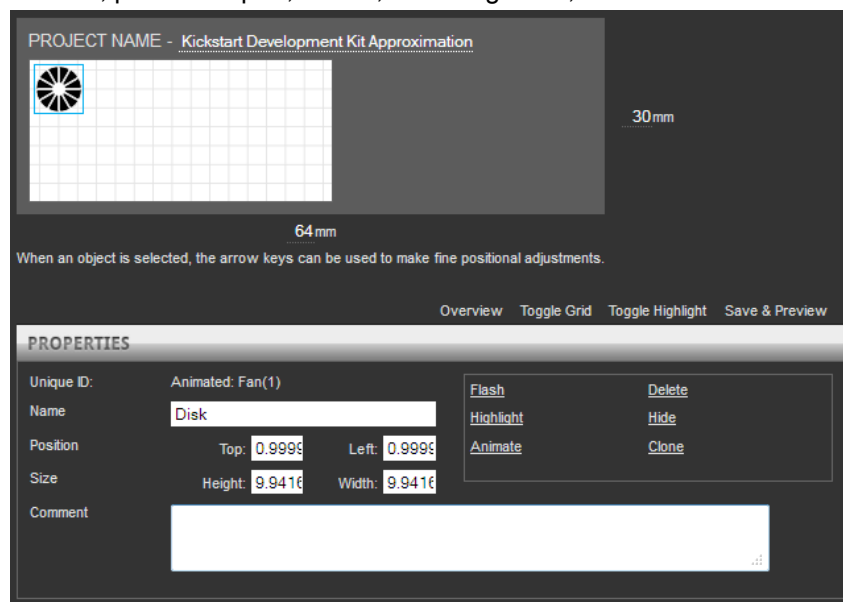 PROJECT NAME - Kickstart Development Kit Approximation
30mm
64mm
When an object is selected, the arrow keys can be used to make fine positional adjustments.
Overview Toggle Grid Toggle Highlight Save & Preview
PROPERTIES
Unique ID: Animated: Fan(1)
Flash Delete
Name Disk
Highlight Hide
Position Top: 0.9999 Left: 0.9999
Animate Clone
Size Height: 9.9416 Width: 9.9416
Comment